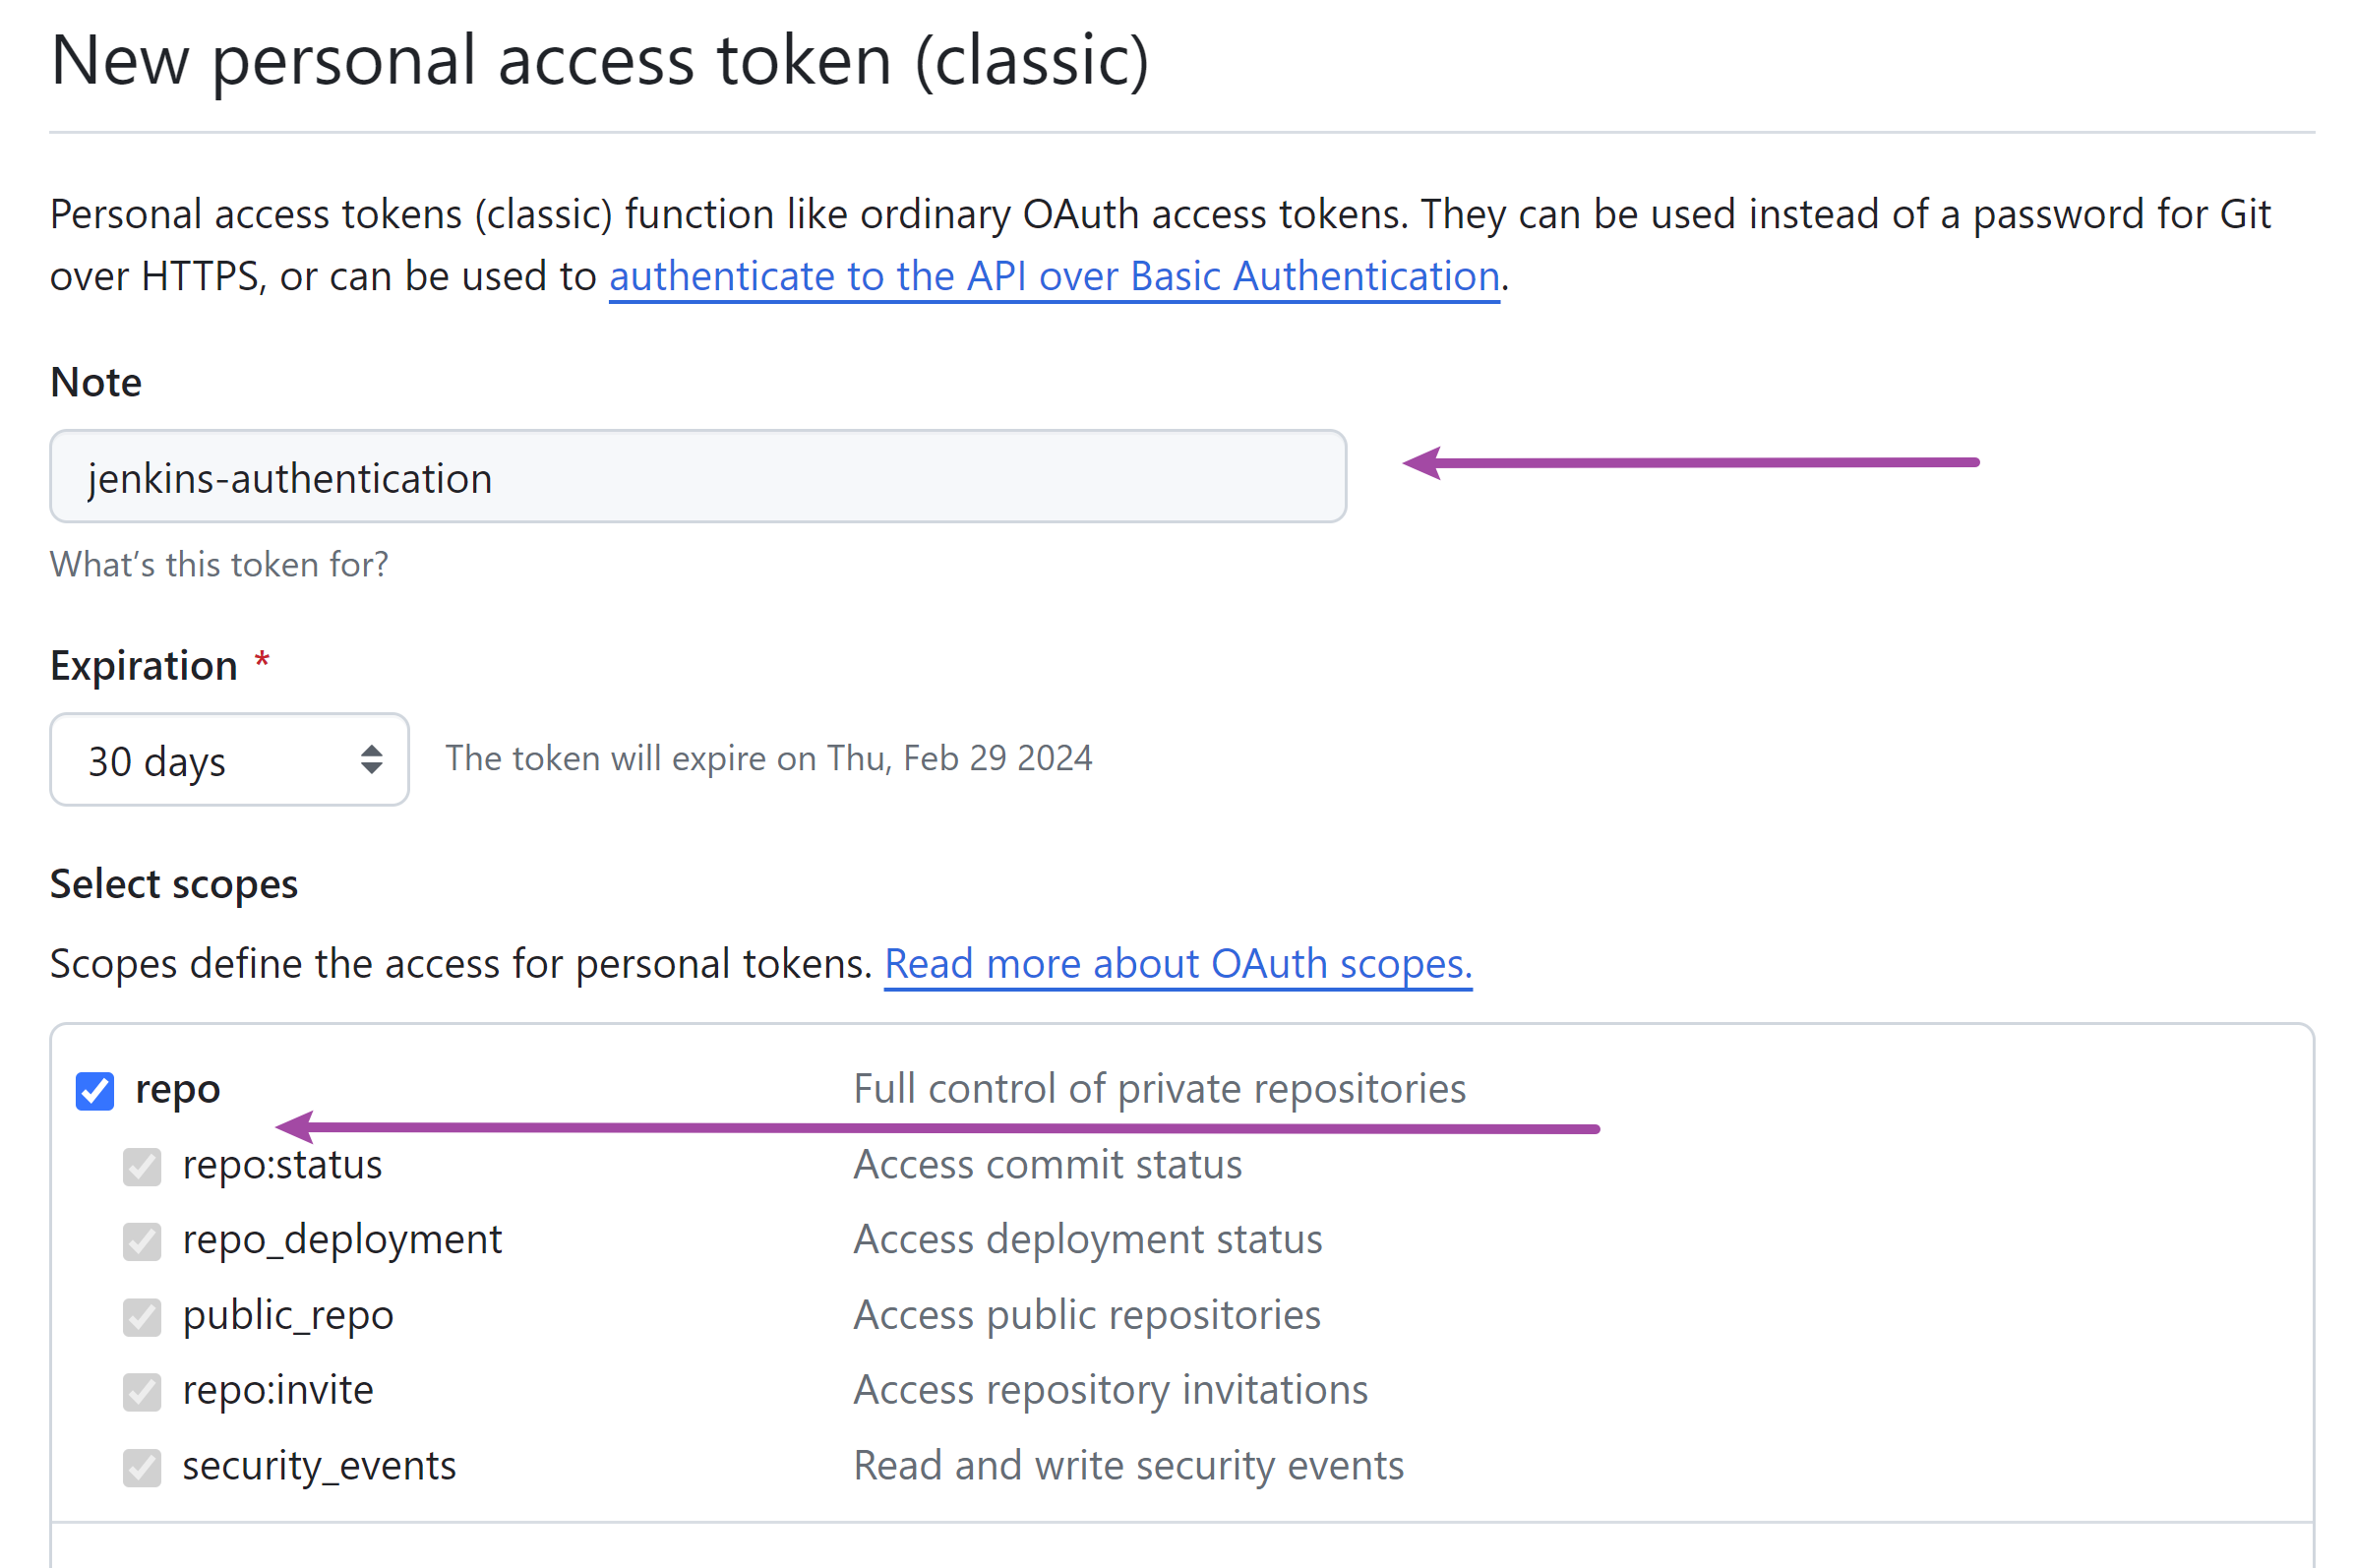 New personal access token (classic)
Personal access tokens (classic) function like ordinary OAuth access tokens. They can be used instead of a password for Git
over HTTPS, or can be used to authenticate to the API over Basic Authentication.
Note
jenkins-authentication
What's this token for?
Expiration *
30 days The token will expire on Thu, Feb 29 2024
Select scopes
Scopes define the access for personal tokens. Read more about OAuth scopes.
repo Full control of private repositories
repo:status Access commit status
repo_deployment Access deployment status
public_repo Access public repositories
repo:invite Access repository invitations
security_events Read and write security events